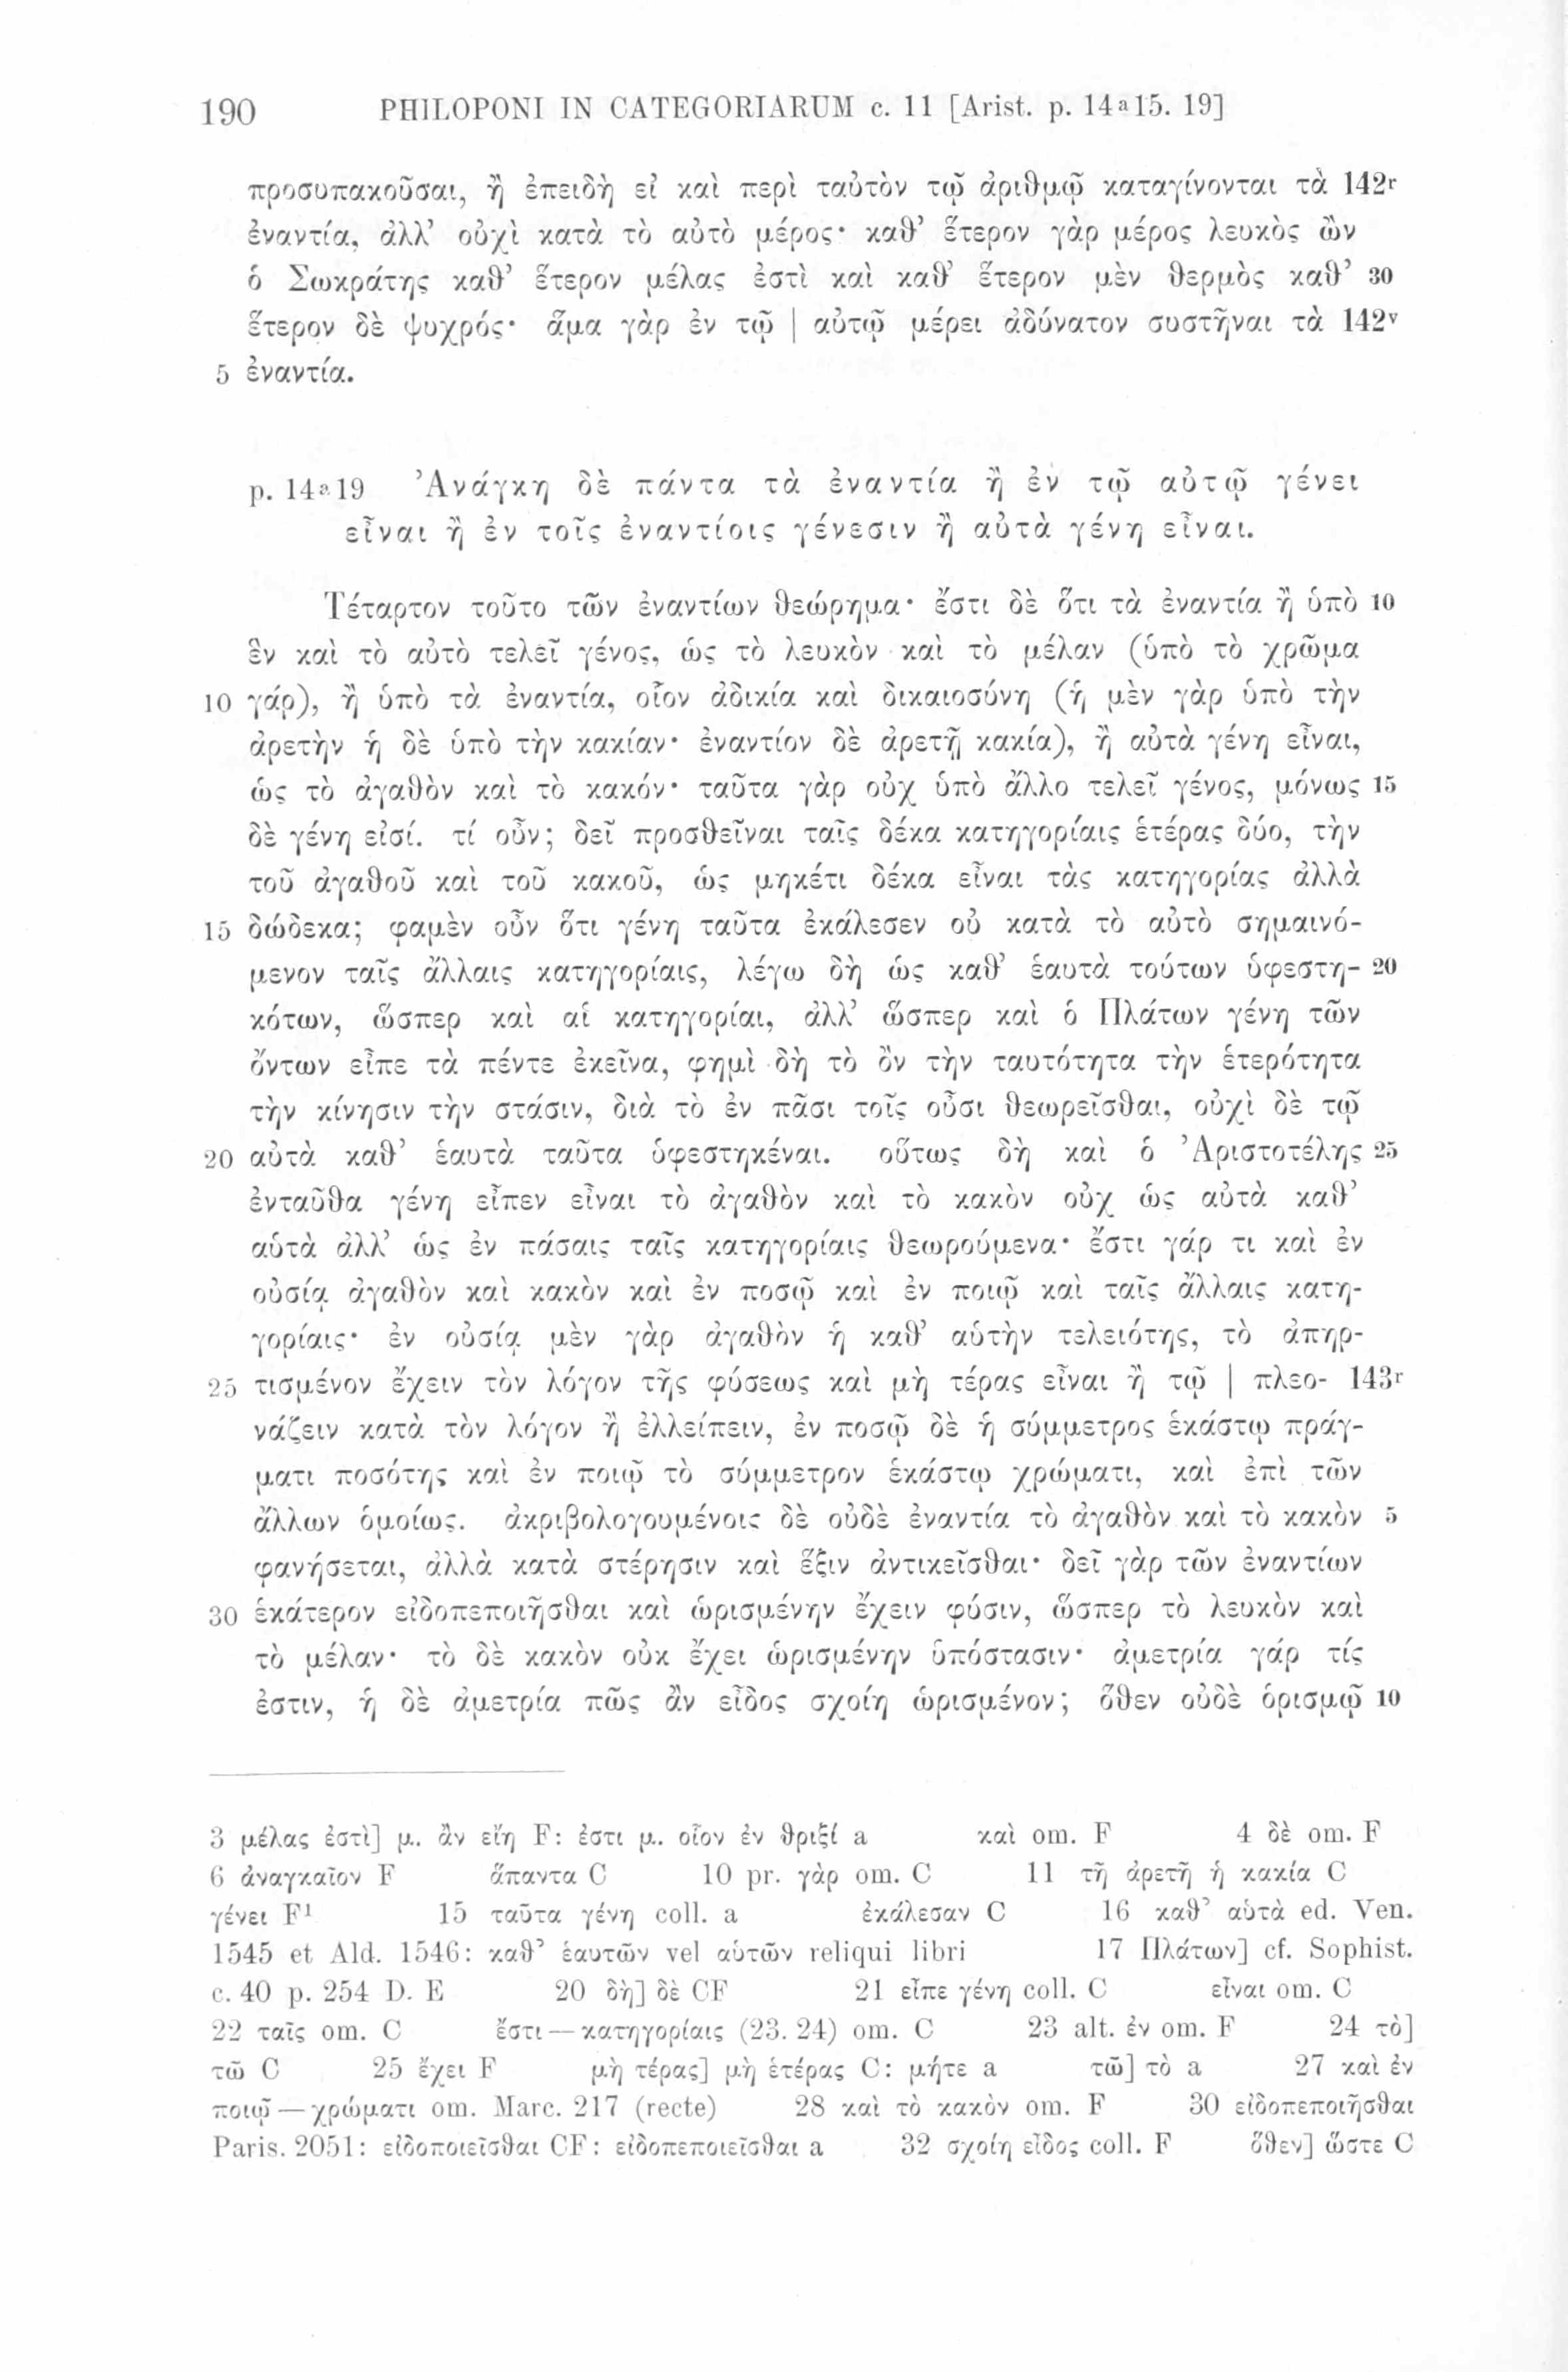 190 PHILOPONI IN CATEGORIARUM c. 11 [Arist. p. 14a15. 19]
προσυπακοῦσαι, ἢ ἐπειδὴ εἰ καὶ περὶ ταὐτὸν τῷ ἀριθμῷ καταγίνονται τὰ 142r
ἐναντία, ἀλλ’ οὐχὶ κατὰ τὸ αὐτὸ μέρος· καθ’ ἕτερον γὰρ μέρος λευκὸς ὢν
ὁ Σωκράτης καθ’ ἕτερον μέλας ἐστὶ καὶ καθ’ ἕτερον μὲν θερμὸς καθ’ 30
ἕτερον δὲ ψυχρός· ἅμα γὰρ ἐν τῷ | αὐτῷ μέρει ἀδύνατον συστῆναι τὰ 142v
5 ἐναντία.
p. 14a19 Ἀνάγκη δὲ πάντα τὰ ἐναντία ἢ ἐν τῷ αὐτῷ γένει
εἶναι ἢ ἐν τοῖς ἐναντίοις γένεσιν ἢ αὐτὰ γένη εἶναι.
Τέταρτον τοῦτο τῶν ἐναντίων θεώρημα· ἔστι δὲ ὅτι τὰ ἐναντία ἢ ὑπὸ 10
ἓν καὶ τὸ αὐτὸ τελεῖ γένος, ὡς τὸ λευκὸν καὶ τὸ μέλαν (ὑπὸ τὸ χρῶμα
10 γάρ), ἢ ὑπὸ τὰ ἐναντία, οἷον ἀδικία καὶ δικαιοσύνη (ἡ μὲν γὰρ ὑπὸ τὴν
ἀρετὴν ἡ δὲ ὑπὸ τὴν κακίαν· ἐναντίον δὲ ἀρετῇ κακία), ἢ αὐτὰ γένη εἶναι,
ὡς τὸ ἀγαθὸν καὶ τὸ κακόν· ταῦτα γὰρ οὐχ ὑπὸ ἄλλο τελεῖ γένος, μόνως 15
δὲ γένη εἰσί. τί οὖν; δεῖ προσθεῖναι ταῖς δέκα κατηγορίαις ἑτέρας δύο, τὴν
τοῦ ἀγαθοῦ καὶ τοῦ κακοῦ, ὡς μηκέτι δέκα εἶναι τὰς κατηγορίας ἀλλὰ
15 δώδεκα; φαμὲν οὖν ὅτι γένη ταῦτα ἐκάλεσεν οὐ κατὰ τὸ αὐτὸ σημαινό-
μενον ταῖς ἄλλαις κατηγορίαις, λέγω δὴ ὡς καθ’ ἑαυτὰ τούτων ὑφεστη- 20
κότων, ὥσπερ καὶ αἱ κατηγορίαι, ἀλλ’ ὥσπερ καὶ ὁ Πλάτων γένη τῶν
ὄντων εἶπε τὰ πέντε ἐκεῖνα, φημὶ δὴ τὸ ὂν τὴν ταυτότητα τὴν ἑτερότητα
τὴν κίνησιν τὴν στάσιν, διὰ τὸ ἐν πᾶσι τοῖς οὖσι θεωρεῖσθαι, οὐχὶ δὲ τῷ
20 αὐτὰ καθ’ ἑαυτὰ ταῦτα ὑφεστηκέναι. οὕτως δὴ καὶ ὁ Ἀριστοτέλης 25
ἐνταῦθα γένη εἶπεν εἶναι τὸ ἀγαθὸν καὶ τὸ κακὸν οὐχ ὡς αὐτὰ καθ’
αὑτὰ ἀλλ’ ὡς ἐν πάσαις ταῖς κατηγορίαις θεωρούμενα· ἔστι γάρ τι καὶ ἐν
οὐσίᾳ ἀγαθὸν καὶ κακὸν καὶ ἐν ποσῷ καὶ ἐν ποιῷ καὶ ταῖς ἄλλαις κατη-
γορίαις· ἐν οὐσίᾳ μὲν γὰρ ἀγαθὸν ἡ καθ’ αὑτὴν τελειότης, τὸ ἀπηρ-
25 τισμένον ἔχειν τὸν λόγον τῆς φύσεως καὶ μὴ τέρας εἶναι ἢ τῷ | πλεο- 143r
νάζειν κατὰ τὸν λόγον ἢ ἐλλείπειν, ἐν ποσῷ δὲ ἡ σύμμετρος ἑκάστῳ πράγ-
ματι ποσότης καὶ ἐν ποιῷ τὸ σύμμετρον ἑκάστῳ χρώματι, καὶ ἐπὶ τῶν
ἄλλων ὁμοίως. ἀκριβολογουμένοις δὲ οὐδὲ ἐναντία τὸ ἀγαθὸν καὶ τὸ κακὸν 5
φανήσεται, ἀλλὰ κατὰ στέρησιν καὶ ἕξιν ἀντικεῖσθαι· δεῖ γὰρ τῶν ἐναντίων
30 ἑκάτερον εἰδοπεποιῆσθαι καὶ ὡρισμένην ἔχειν φύσιν, ὥσπερ τὸ λευκὸν καὶ
τὸ μέλαν· τὸ δὲ κακὸν οὐκ ἔχει ὡρισμένην ὑπόστασιν· ἀμετρία γάρ τίς
ἐστιν, ἡ δὲ ἀμετρία πῶς ἂν εἶδος σχοίη ὡρισμένον; ὅθεν οὐδὲ ὁρισμῷ 10
3 μέλας ἐστὶ] μ. ἂν εἴη F: ἐστι μ. οἷον ἐν θριξί a καὶ om. F 4 δὲ om. F
6 ἀναγκαῖον F ἅπαντα C 10 pr. γὰρ om. C 11 τῇ ἀρετῇ ἡ κακία C
γένει F¹ 15 ταῦτα γένη coll. a ἐκάλεσαν C 16 καθ’ αὑτὰ ed. Ven.
1545 et Ald. 1546: καθ’ ἑαυτῶν vel αὑτῶν reliqui libri 17 Πλάτων] cf. Sophist.
c. 40 p. 254 D. E 20 δὴ] δὲ CF 21 εἶπε γένη coll. C εἶναι om. C
22 ταῖς om. C ἔστι — κατηγορίαις (23. 24) om. C 23 alt. ἐν om. F 24 τὸ]
τῶ C 25 ἔχει F μὴ τέρας] μὴ ἑτέρας C: μήτε a τῶ] τὸ a 27 καὶ ἐν
ποιῷ — χρώματι om. Marc. 217 (recte) 28 καὶ τὸ κακὸν om. F 30 εἰδοπεποιῆσθαι
Paris. 2051: εἰδοποιεῖσθαι CF: εἰδοπεποιεῖσθαι a 32 σχοίη εἶδος coll. F ὅθεν] ὥστε C